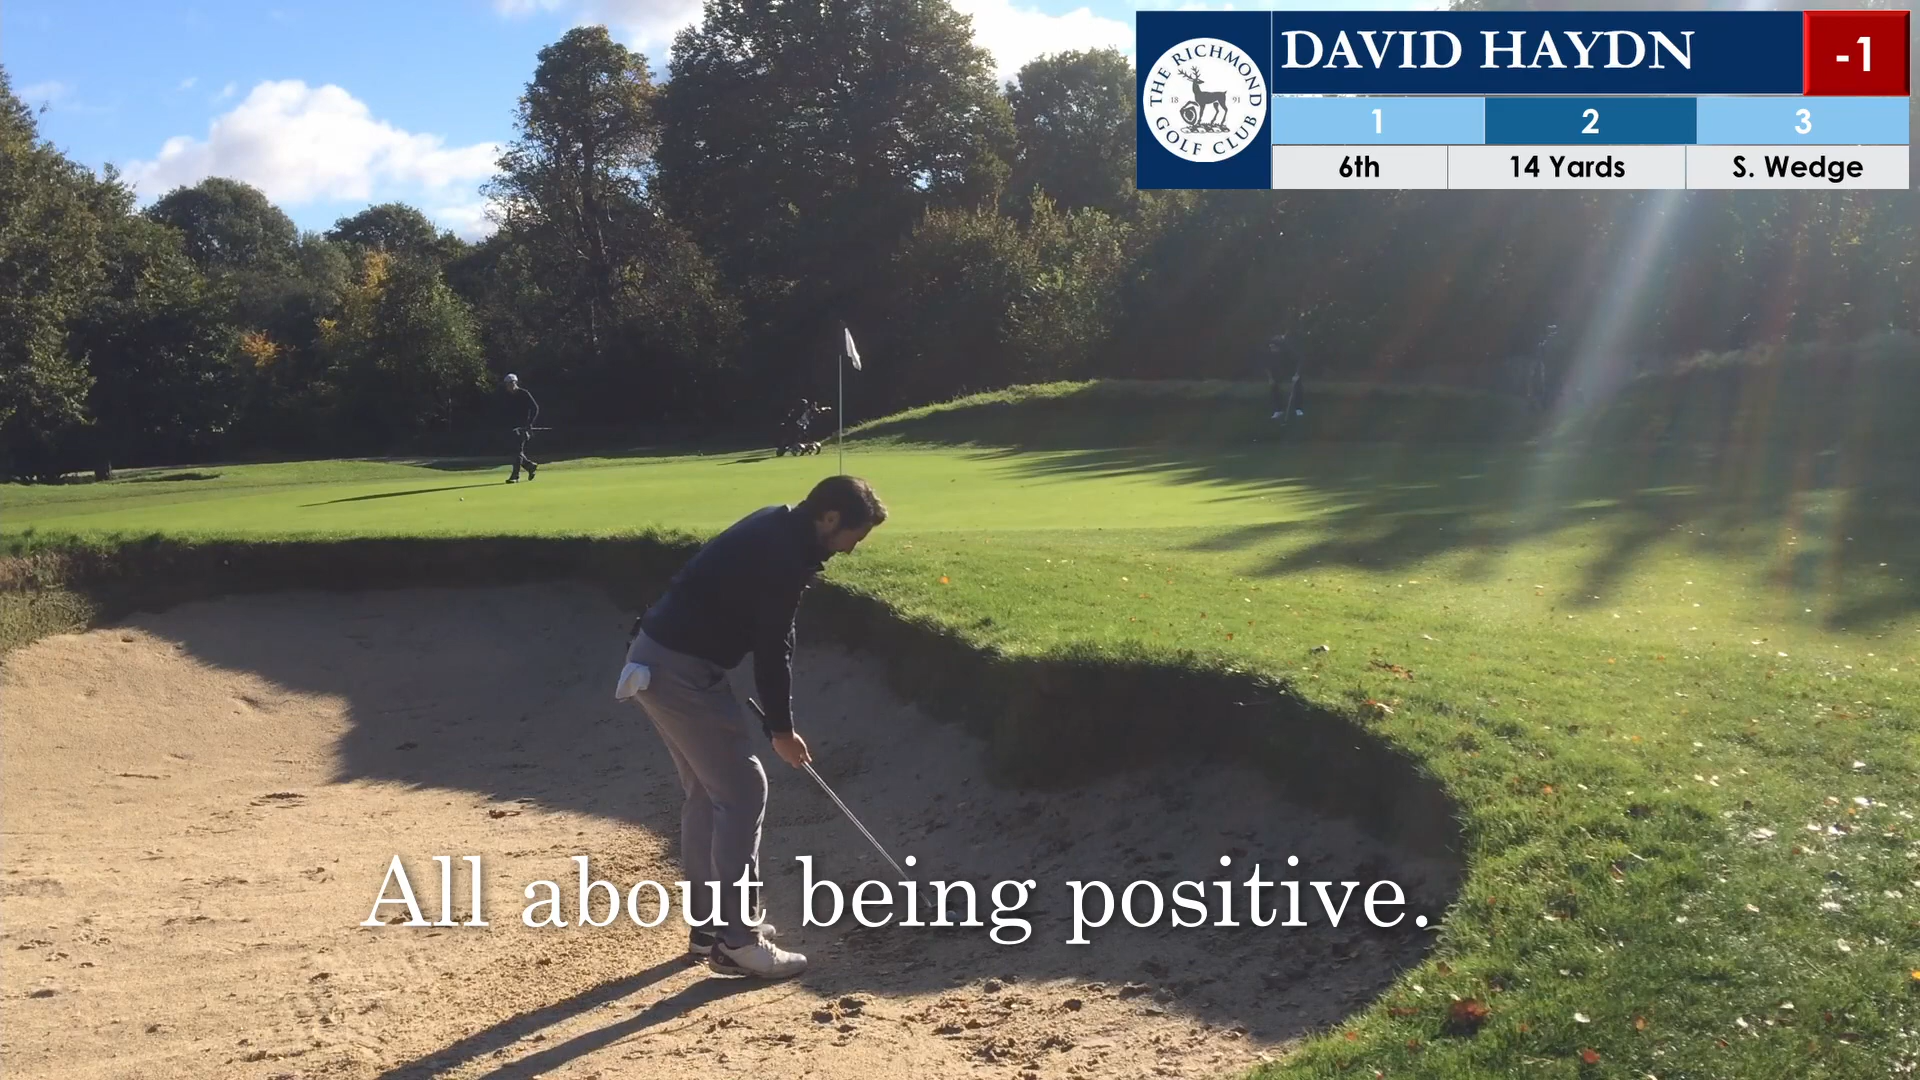 DAVID HAYDN
-1
THE RICHMOND GOLF CLUB
18 91
1 2 3
6th 14 Yards S. Wedge
All about being positive.